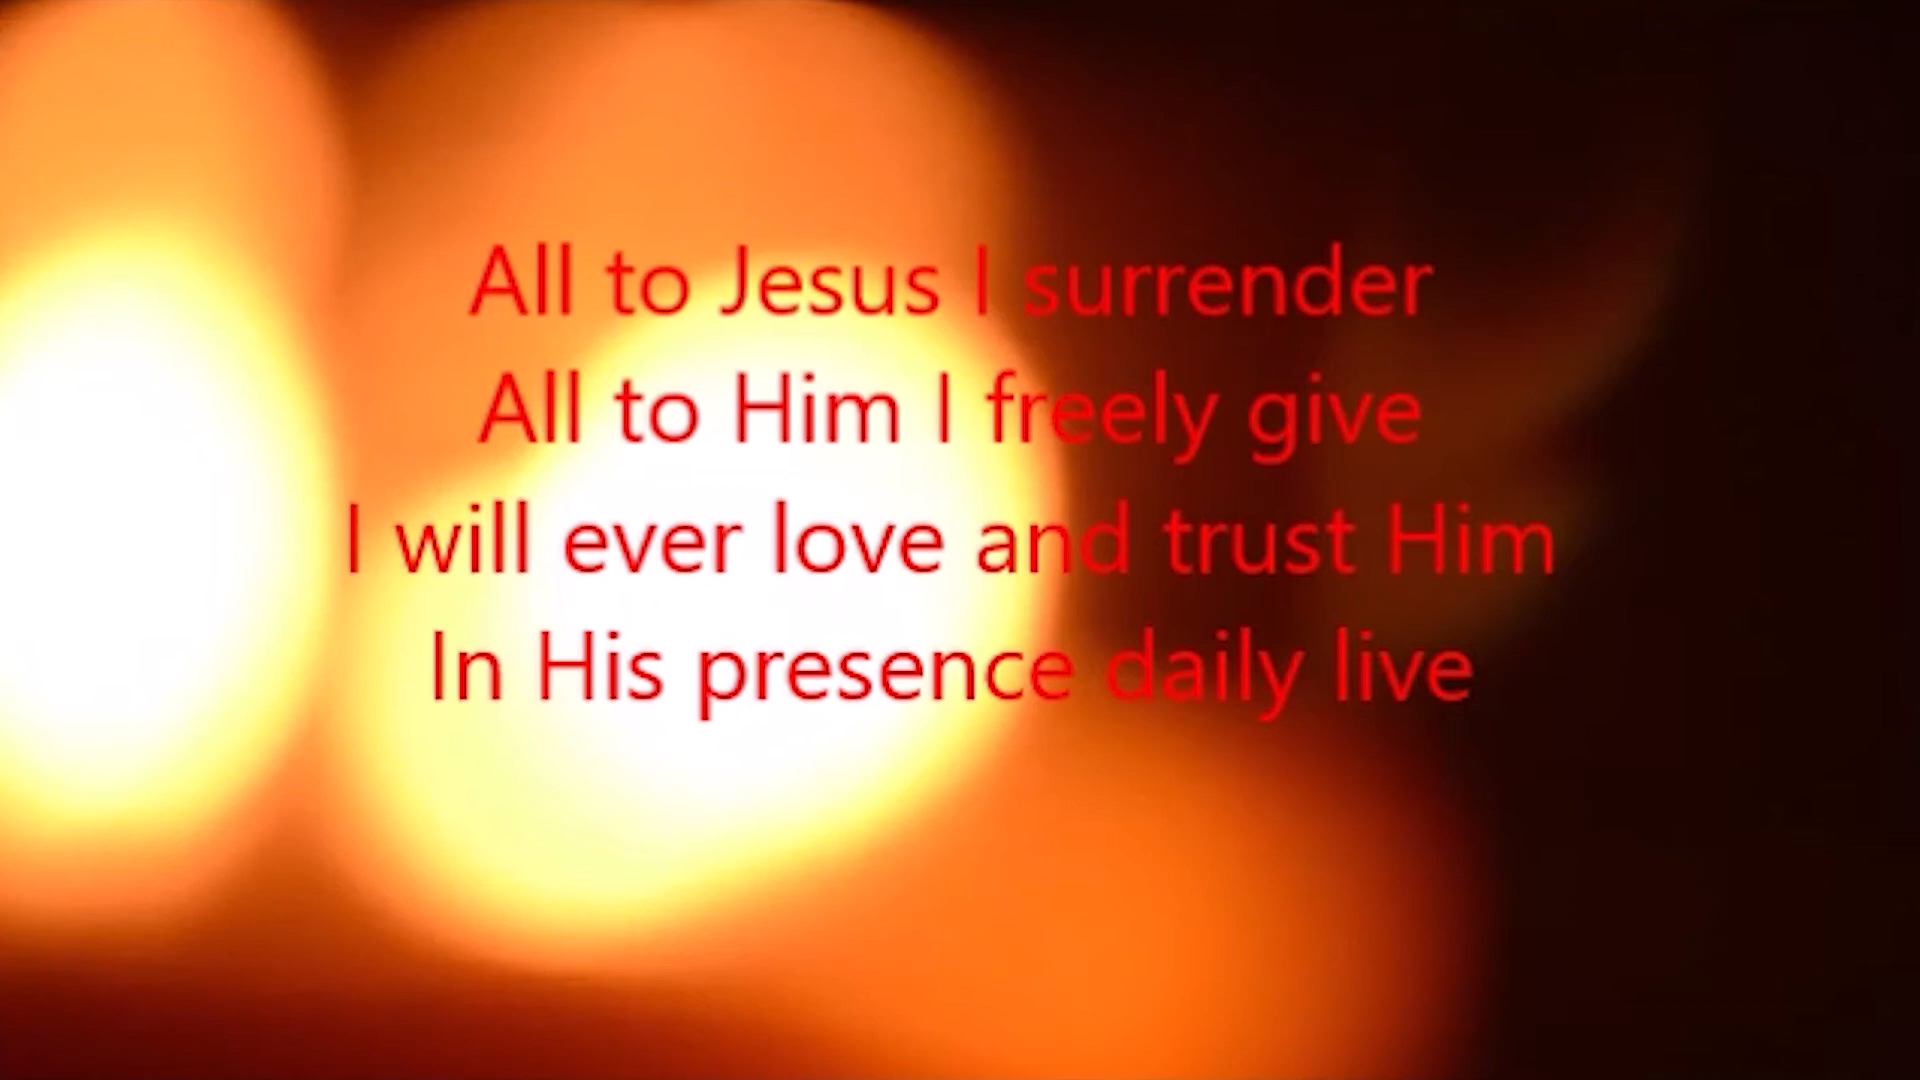 All to Jesus I surrender
All to Him I freely give
I will ever love and trust Him
In His presence daily live